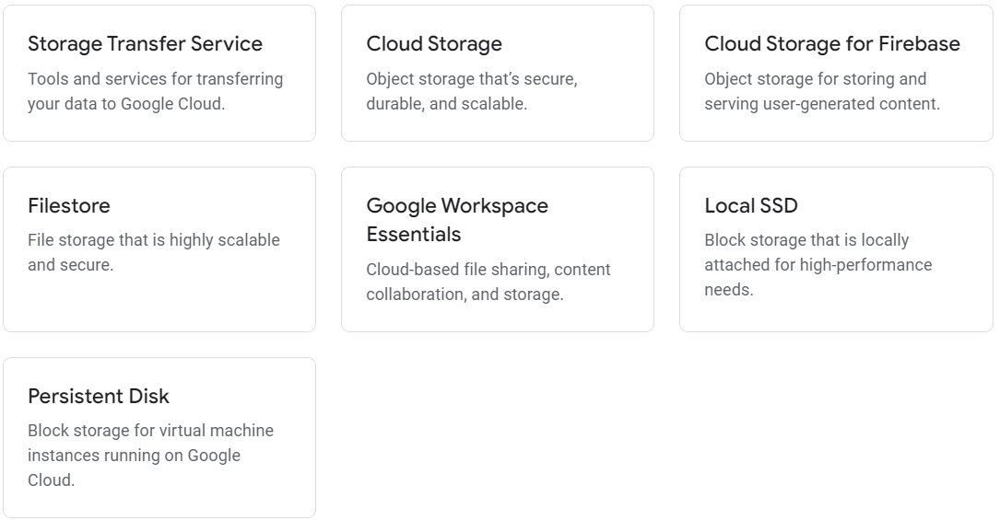 Storage Transfer Service
Tools and services for transferring
your data to Google Cloud.
Cloud Storage
Object storage that’s secure,
durable, and scalable.
Cloud Storage for Firebase
Object storage for storing and
serving user-generated content.
Filestore
File storage that is highly scalable
and secure.
Google Workspace
Essentials
Cloud-based file sharing, content
collaboration, and storage.
Local SSD
Block storage that is locally
attached for high-performance
needs.
Persistent Disk
Block storage for virtual machine
instances running on Google
Cloud.